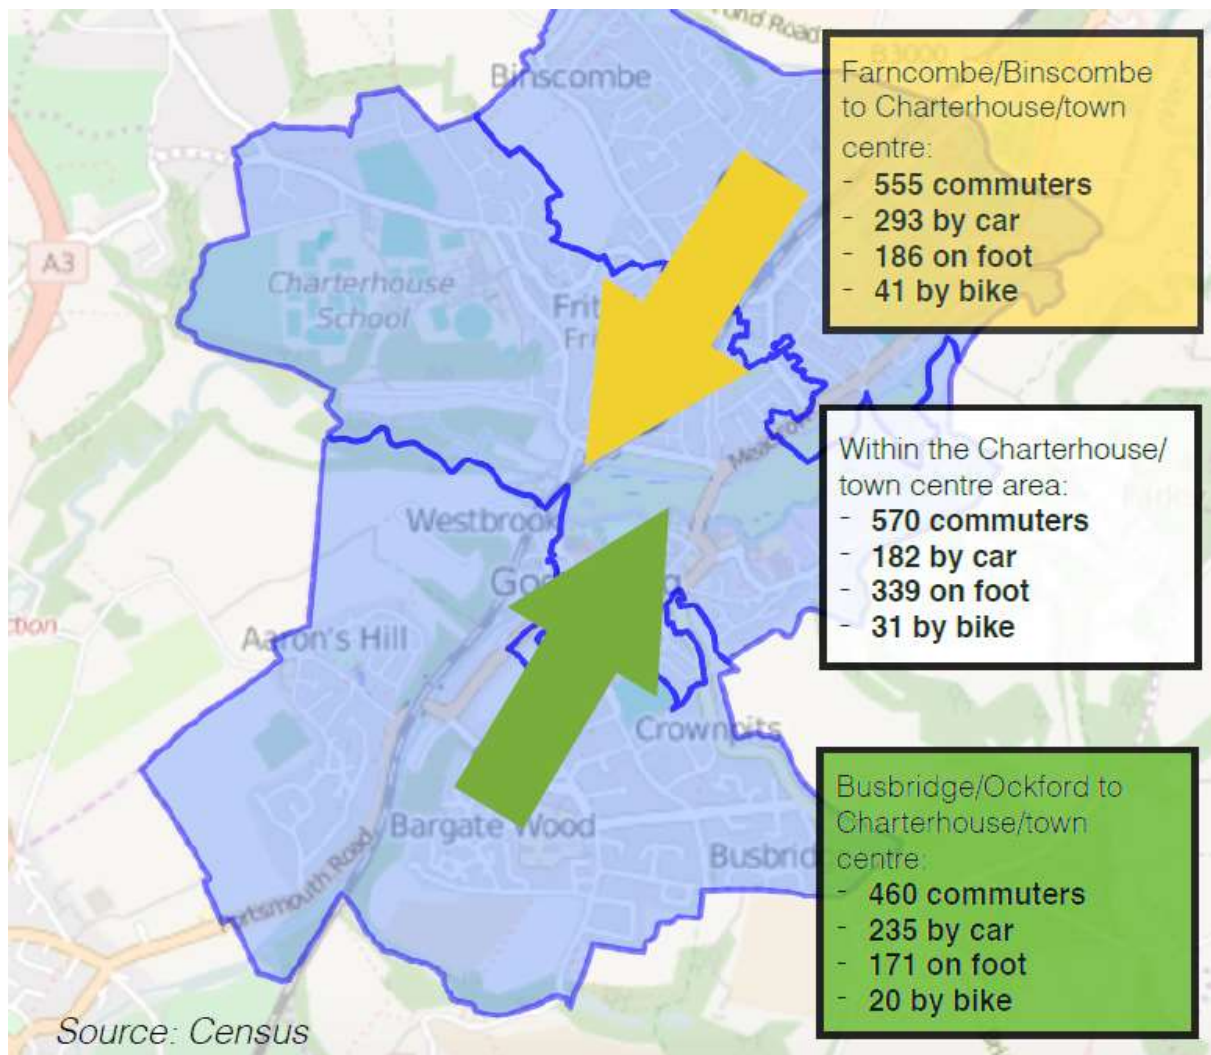 Binscombe
B3000
Farncombe/Binscombe
to Charterhouse/town
centre:
- 555 commuters
- 293 by car
- 186 on foot
- 41 by bike
A3
Charterhouse
School
Within the Charterhouse/
town centre area:
- 570 commuters
- 182 by car
- 339 on foot
- 31 by bike
Westbrook
Aaron's Hill
Crownpits
Bargate Wood
Portsmouth Road
Busbridge/Ockford to
Charterhouse/town
centre:
- 460 commuters
- 235 by car
- 171 on foot
- 20 by bike
Source: Census